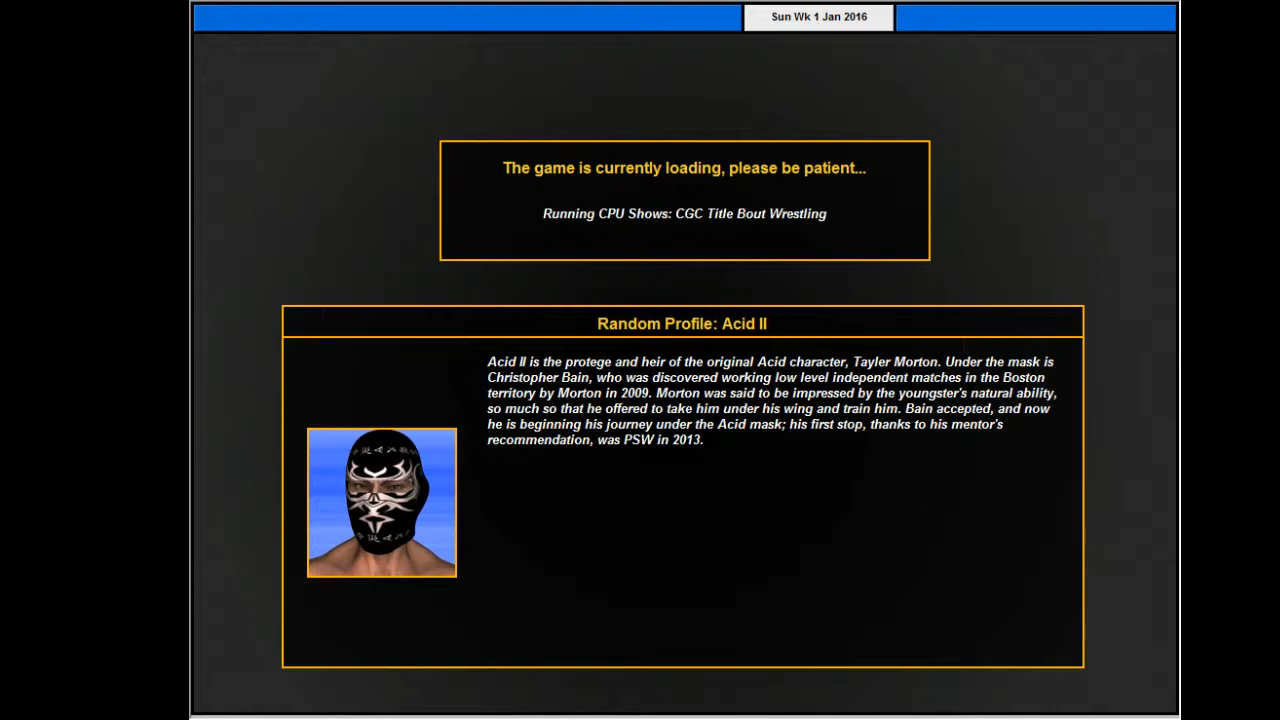 Sun Wk 1 Jan 2016
The game is currently loading, please be patient...
Running CPU Shows: CGC Title Bout Wrestling
Random Profile: Acid II
Acid II is the protege and heir of the original Acid character, Tayler Morton. Under the mask is
Christopher Bain, who was discovered working low level independent matches in the Boston
territory by Morton in 2009. Morton was said to be impressed by the youngster's natural ability,
so much so that he offered to take him under his wing and train him. Bain accepted, and now
he is beginning his journey under the Acid mask; his first stop, thanks to his mentor's
recommendation, was PSW in 2013.